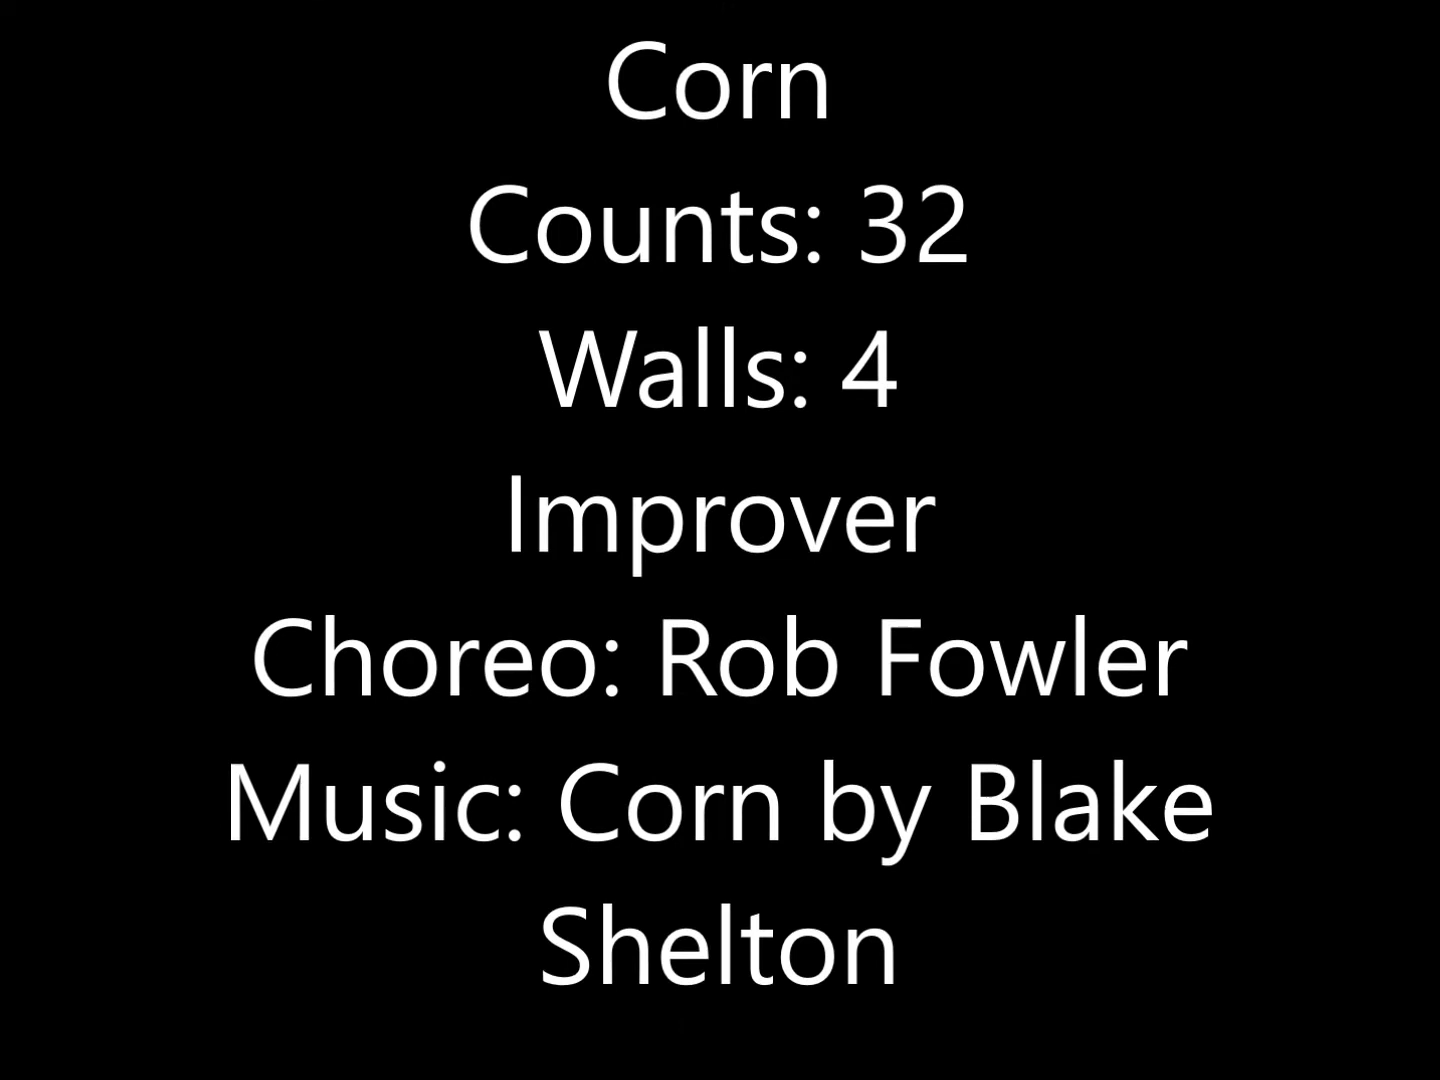 Corn
Counts: 32
Walls: 4
Improver
Choreo: Rob Fowler
Music: Corn by Blake
Shelton